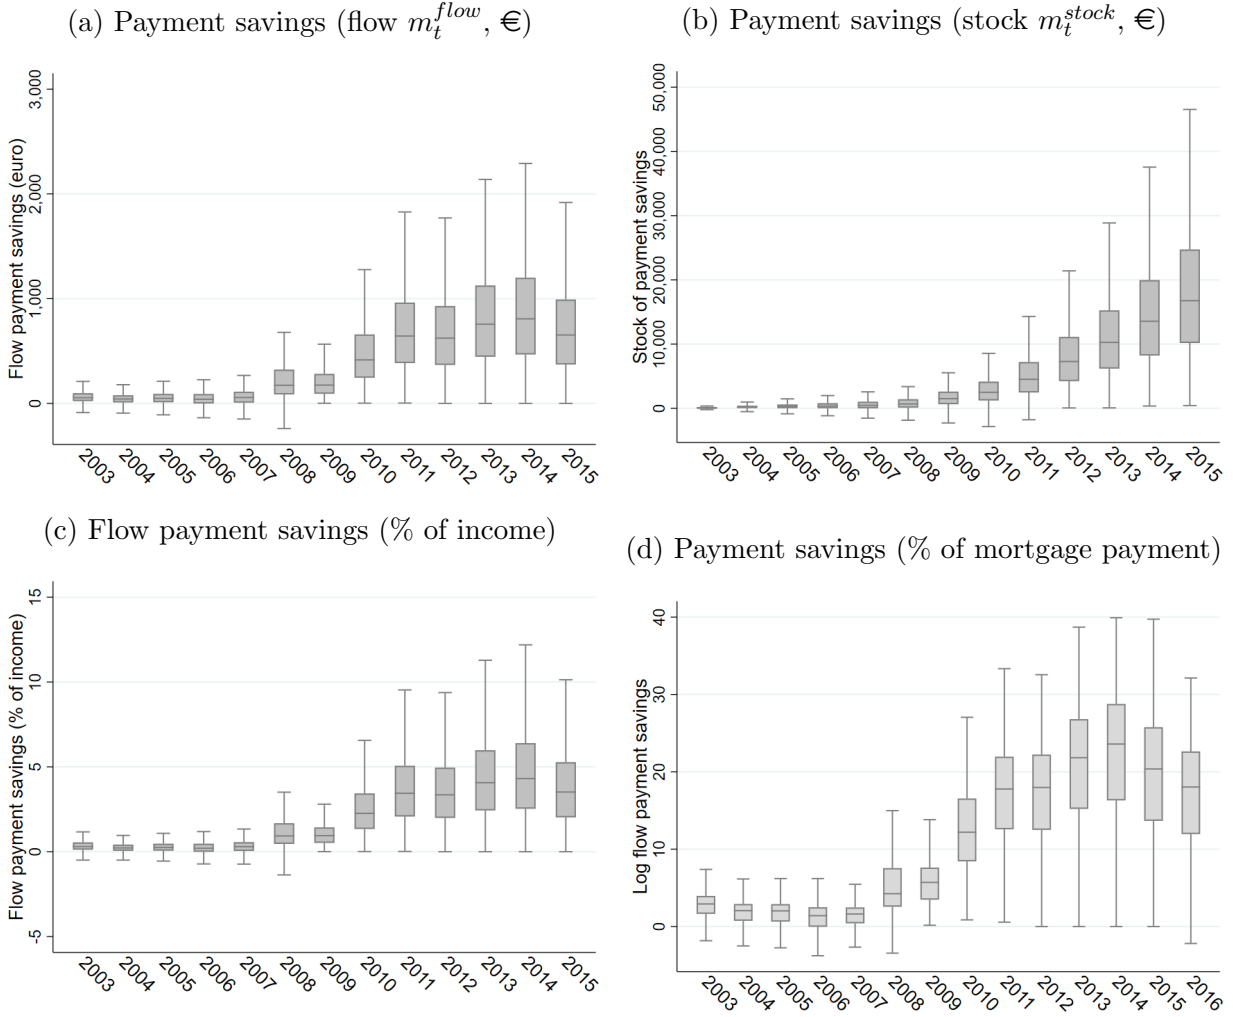 (a) Payment savings (flow m_t^{flow}, €)
Flow payment savings (euro)
3,000
2,000
1,000
0
2003 2004 2005 2006 2007 2008 2009 2010 2011 2012 2013 2014 2015
(b) Payment savings (stock m_t^{stock}, €)
Stock of payment savings
50,000
40,000
30,000
20,000
10,000
0
2003 2004 2005 2006 2007 2008 2009 2010 2011 2012 2013 2014 2015
(c) Flow payment savings (% of income)
Flow payment savings (% of income)
15
10
5
0
-5
2003 2004 2005 2006 2007 2008 2009 2010 2011 2012 2013 2014 2015
(d) Payment savings (% of mortgage payment)
Log flow payment savings
40
30
20
10
0
2003 2004 2005 2006 2007 2008 2009 2010 2011 2012 2013 2014 2015 2016